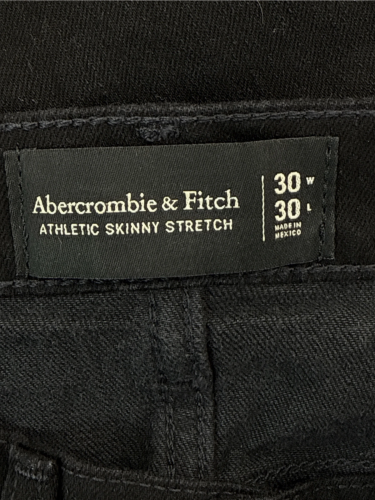 Abercrombie & Fitch
ATHLETIC SKINNY STRETCH
30 W
30 L
MADE IN
MEXICO